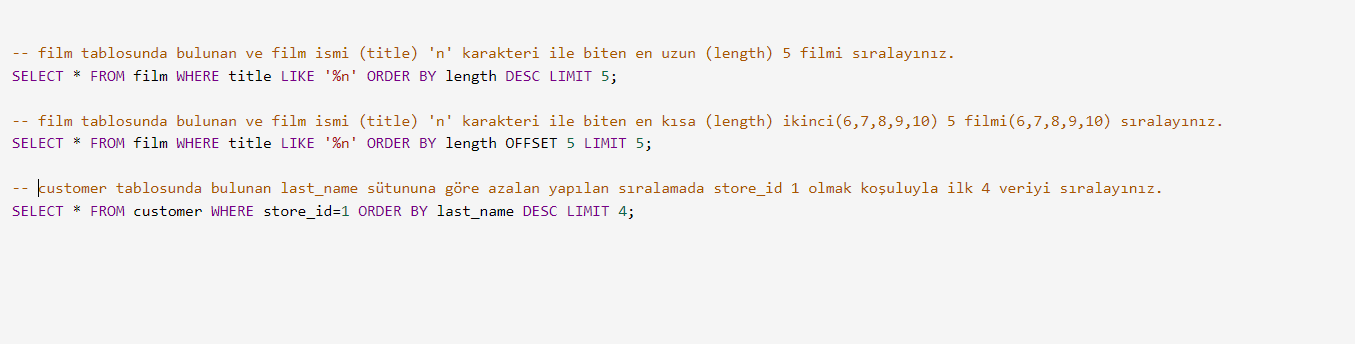 -- film tablosunda bulunan ve film ismi (title) 'n' karakteri ile biten en uzun (length) 5 filmi sıralayınız.
SELECT * FROM film WHERE title LIKE '%n' ORDER BY length DESC LIMIT 5;
-- film tablosunda bulunan ve film ismi (title) 'n' karakteri ile biten en kısa (length) ikinci(6,7,8,9,10) 5 filmi(6,7,8,9,10) sıralayınız.
SELECT * FROM film WHERE title LIKE '%n' ORDER BY length OFFSET 5 LIMIT 5;
-- customer tablosunda bulunan last_name sütununa göre azalan yapılan sıralamada store_id 1 olmak koşuluyla ilk 4 veriyi sıralayınız.
SELECT * FROM customer WHERE store_id=1 ORDER BY last_name DESC LIMIT 4;